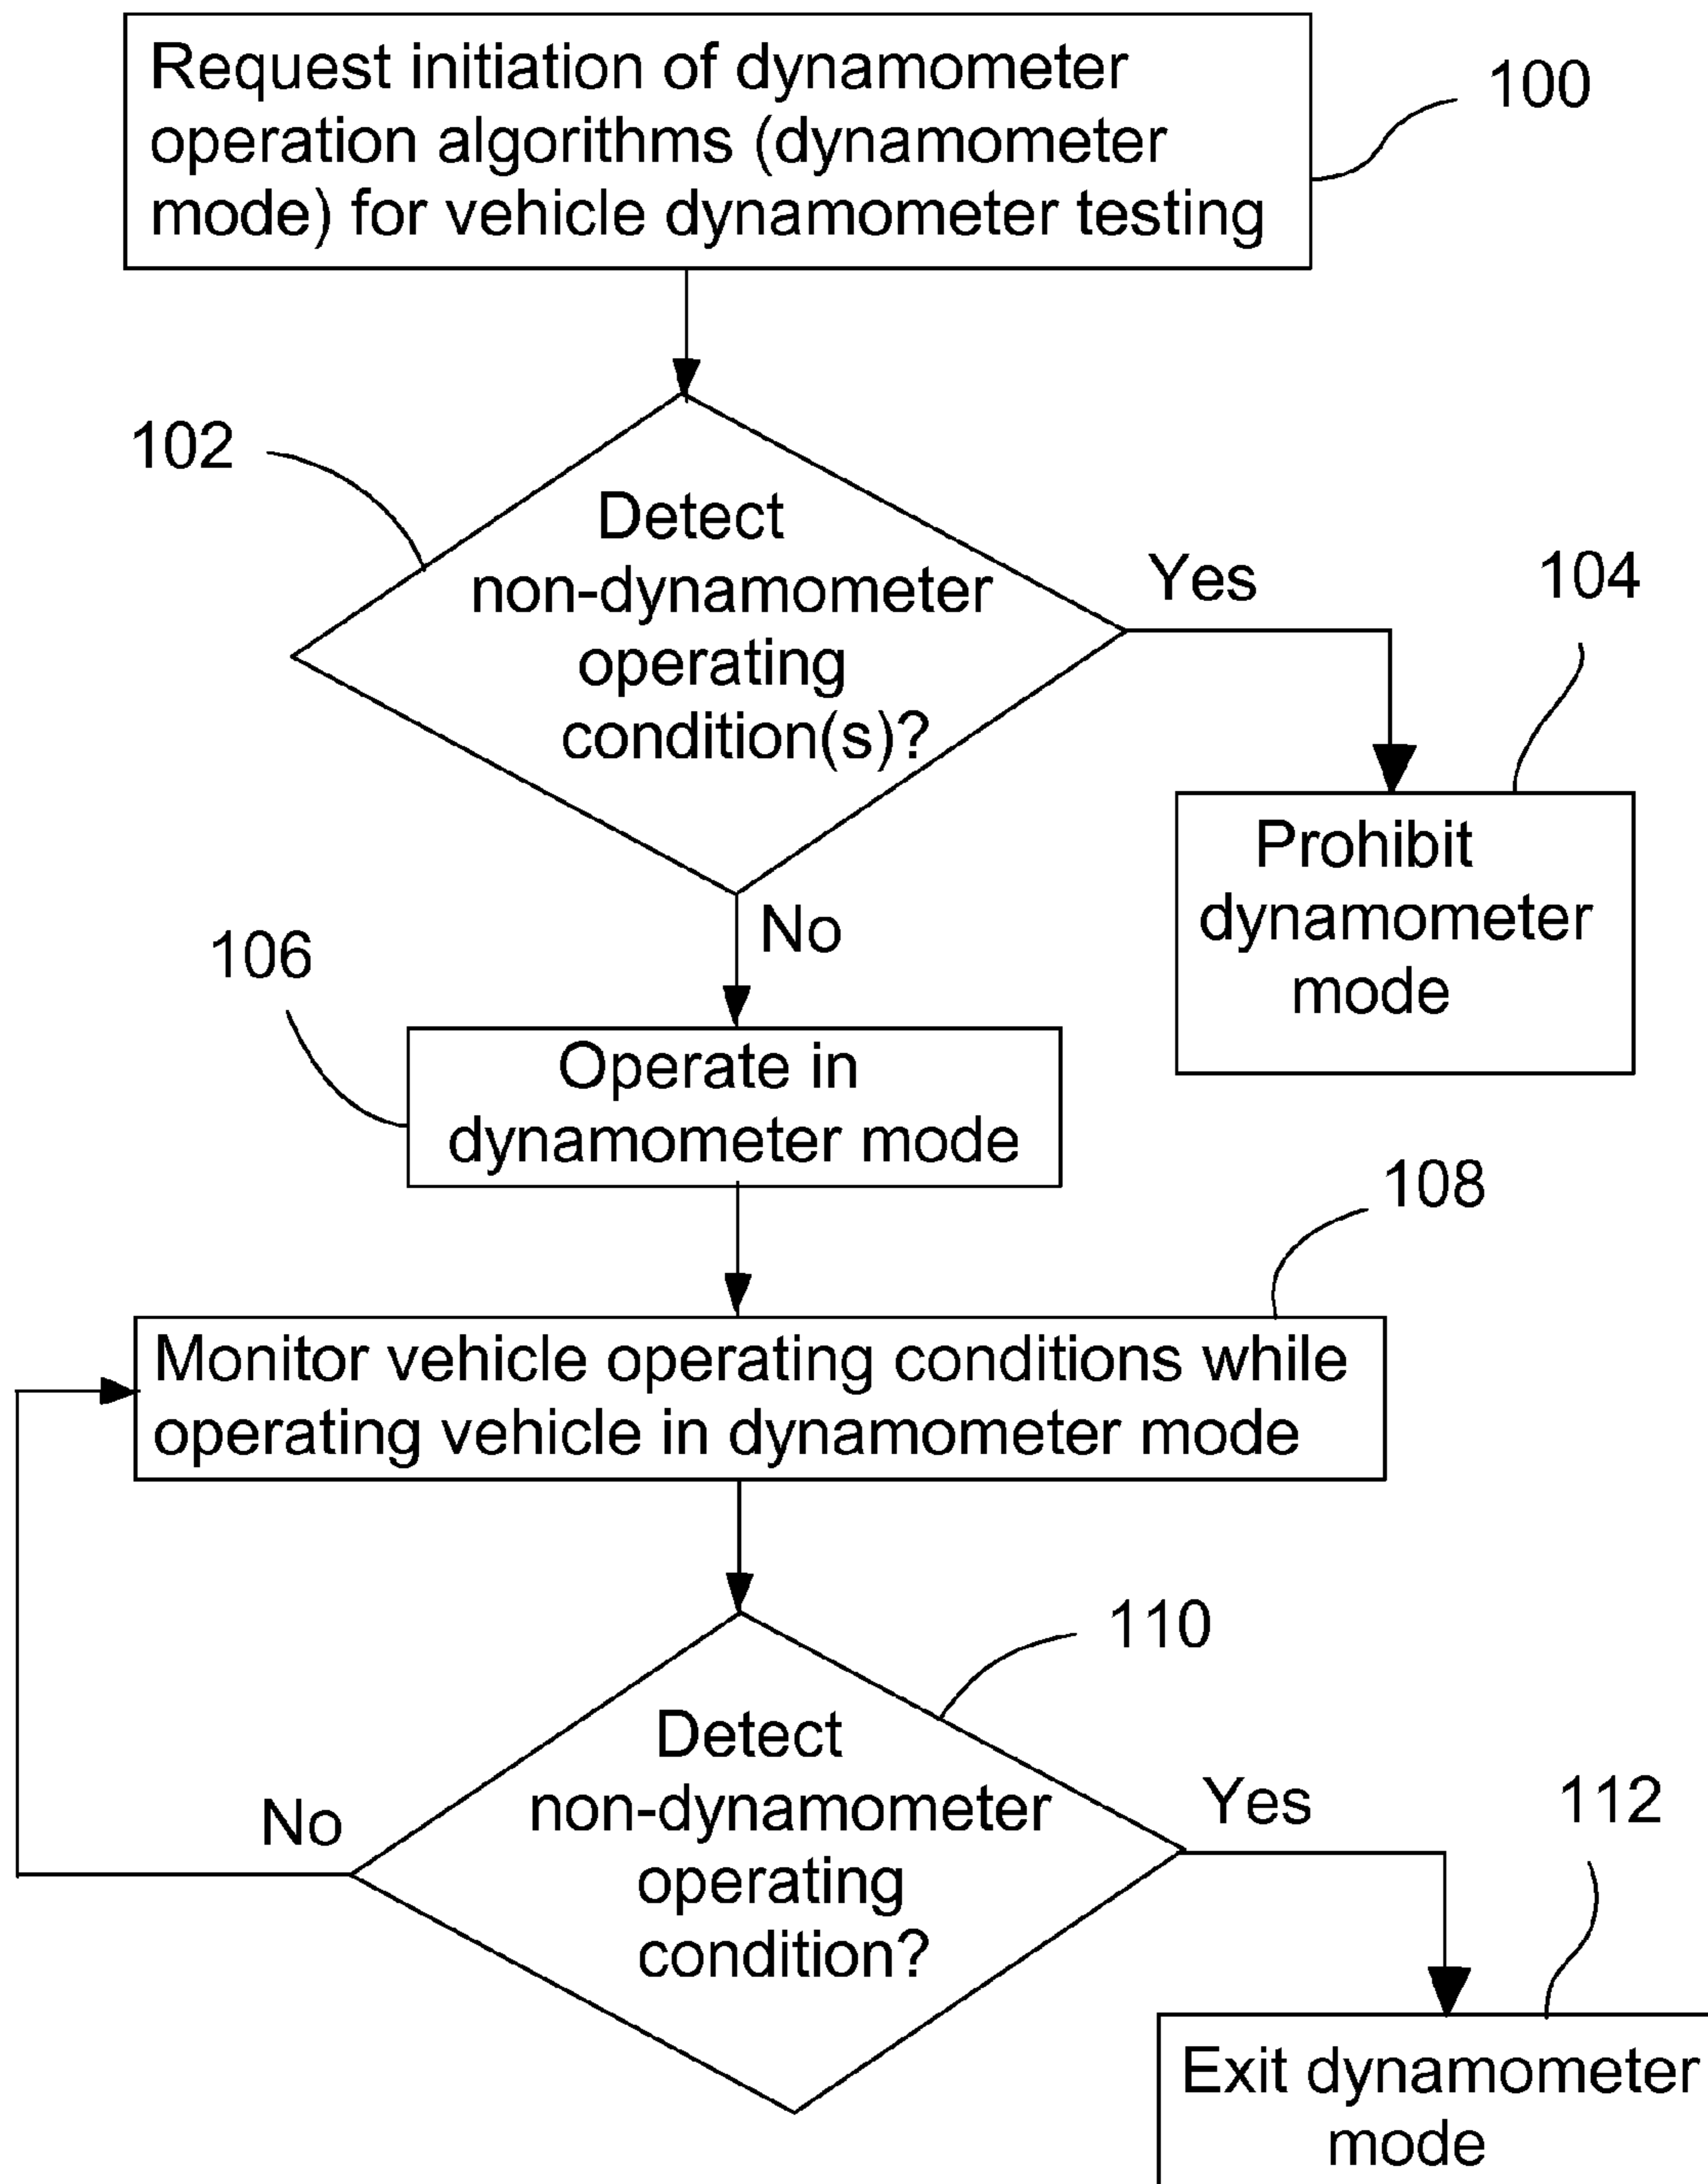 Request initiation of dynamometer
operation algorithms (dynamometer
mode) for vehicle dynamometer testing
100
102
Detect
non-dynamometer
operating
condition(s)?
Yes
104
Prohibit
dynamometer
mode
No
106
Operate in
dynamometer mode
108
Monitor vehicle operating conditions while
operating vehicle in dynamometer mode
110
Detect
non-dynamometer
operating
condition?
No
Yes
112
Exit dynamometer
mode